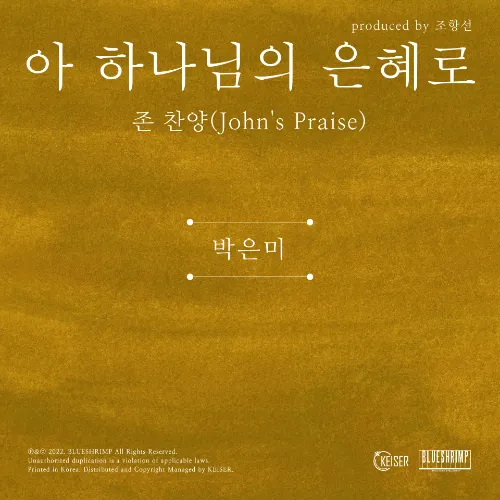 produced by 조항선
아 하나님의 은혜로
존 찬양(John's Praise)
박은미
℗&© 2022. BLUESHRIMP All Rights Reserved.
Unauthorized duplication is a violation of applicable laws.
Printed in Korea: Distributed and Copyright Managed by KEISER.
KEISER
BLUESHRIMP